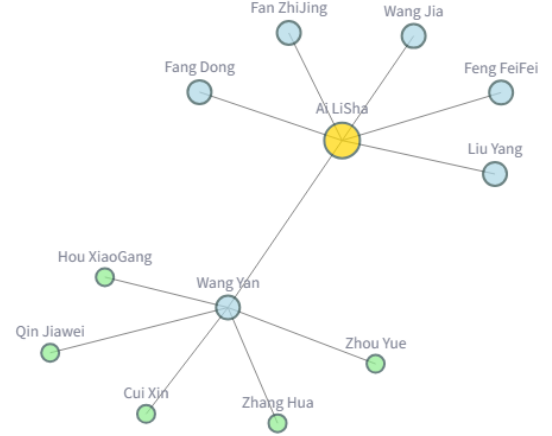 Fan ZhiJing
Wang Jia
Fang Dong
Feng FeiFei
Ai LiSha
Liu Yang
Hou XiaoGang
Wang Yan
Qin Jiawei
Zhou Yue
Cui Xin
Zhang Hua